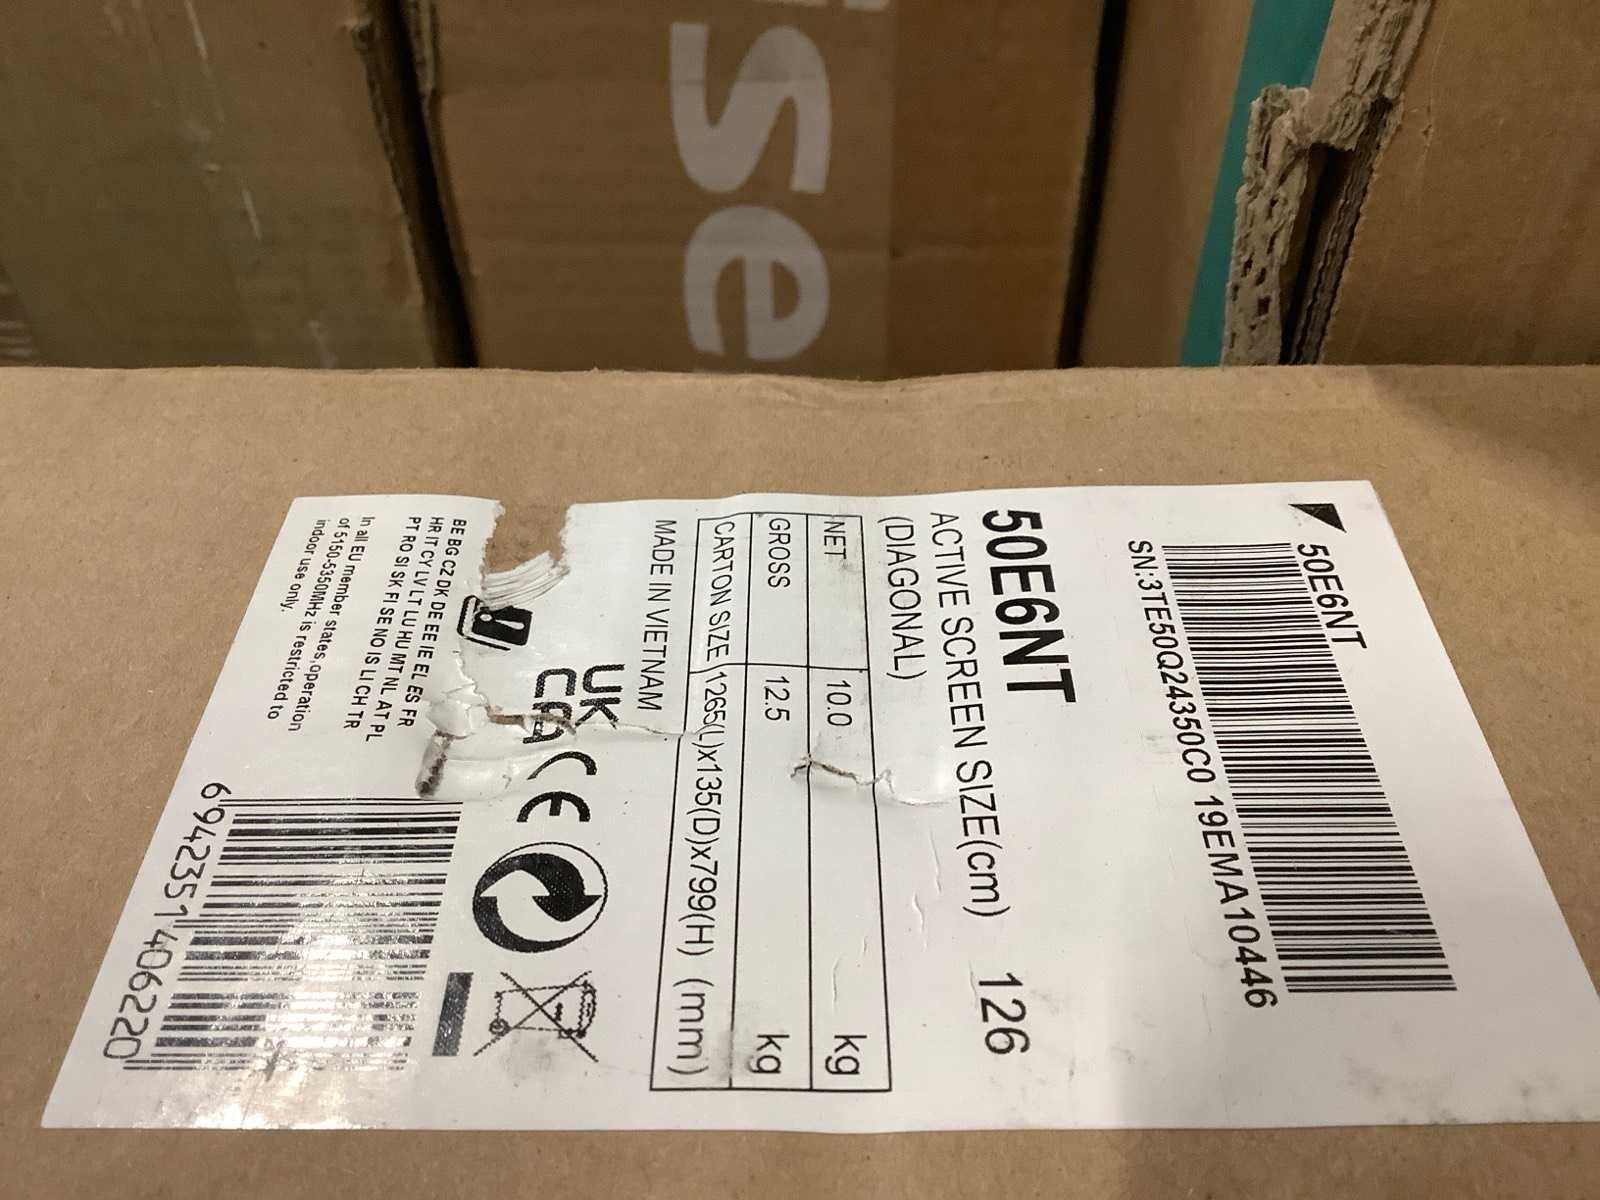 se
50E6NT
SN:3TE50Q24350C0 19EMA10446
50E6NT
ACTIVE SCREEN SIZE(cm) 126
(DIAGONAL)
NET 10.0 kg
GROSS 12.5 kg
CARTON SIZE 1265(L)x135(D)x799(H) (mm)
MADE IN VIETNAM
UK
CA CE
BE BG CZ DK DE EE IE EL ES FR
HR IT CY LV LT LU HU MT NL AT PL
PT RO SI SK FI SE NO IS LI CH TR
In all EU member states,operation
of 5150-5350MHz is restricted to
indoor use only.
6942351406220